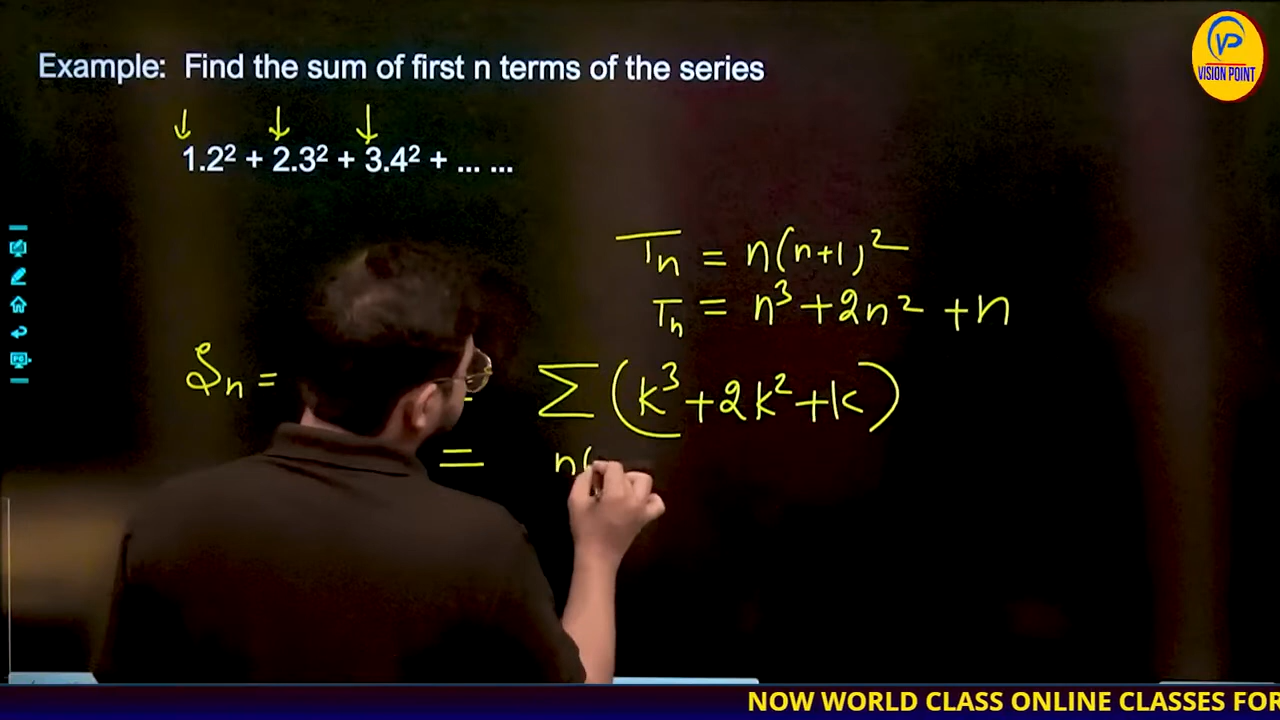 Example: Find the sum of first n terms of the series
VP
VISION POINT
1.2² + 2.3² + 3.4² + ... ...
Tn = n(n+1)²
Tn = n³ + 2n² + n
Sn = Σ (k³ + 2k² + k)
= n(
NOW WORLD CLASS ONLINE CLASSES FOR